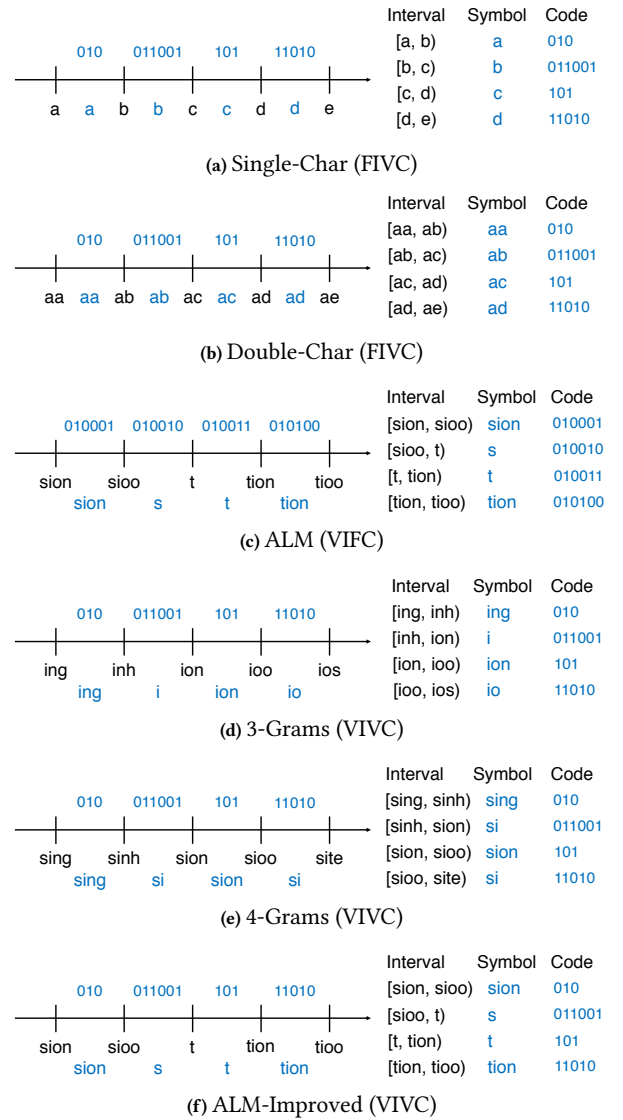 Interval Symbol Code
010 011001 101 11010
[a, b) a 010
[b, c) b 011001
[c, d) c 101
[d, e) d 11010
a a b b c c d d e
(a) Single-Char (FIVC)
Interval Symbol Code
010 011001 101 11010
[aa, ab) aa 010
[ab, ac) ab 011001
[ac, ad) ac 101
[ad, ae) ad 11010
aa aa ab ab ac ac ad ad ae
(b) Double-Char (FIVC)
Interval Symbol Code
010001 010010 010011 010100
[sion, sioo) sion 010001
[sioo, t) s 010010
[t, tion) t 010011
[tion, tioo) tion 010100
sion sioo t tion tioo
sion s t tion
(c) ALM (VIFC)
Interval Symbol Code
010 011001 101 11010
[ing, inh) ing 010
[inh, ion) i 011001
[ion, ioo) ion 101
[ioo, ios) io 11010
ing inh ion ioo ios
ing i ion io
(d) 3-Grams (VIVC)
Interval Symbol Code
010 011001 101 11010
[sing, sinh) sing 010
[sinh, sion) si 011001
[sion, sioo) sion 101
[sioo, site) si 11010
sing sinh sion sioo site
sing si sion si
(e) 4-Grams (VIVC)
Interval Symbol Code
010 011001 101 11010
[sion, sioo) sion 010
[sioo, t) s 011001
[t, tion) t 101
[tion, tioo) tion 11010
sion sioo t tion tioo
sion s t tion
(f) ALM-Improved (VIVC)